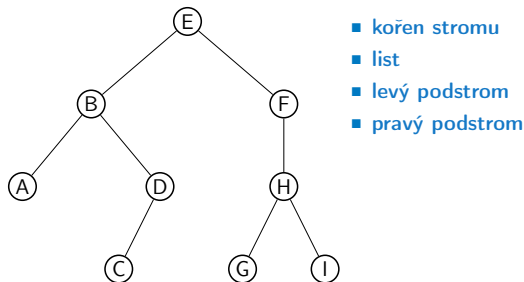 E
kořen stromu
list
levý podstrom
pravý podstrom
B
F
A
D
H
C
G
I